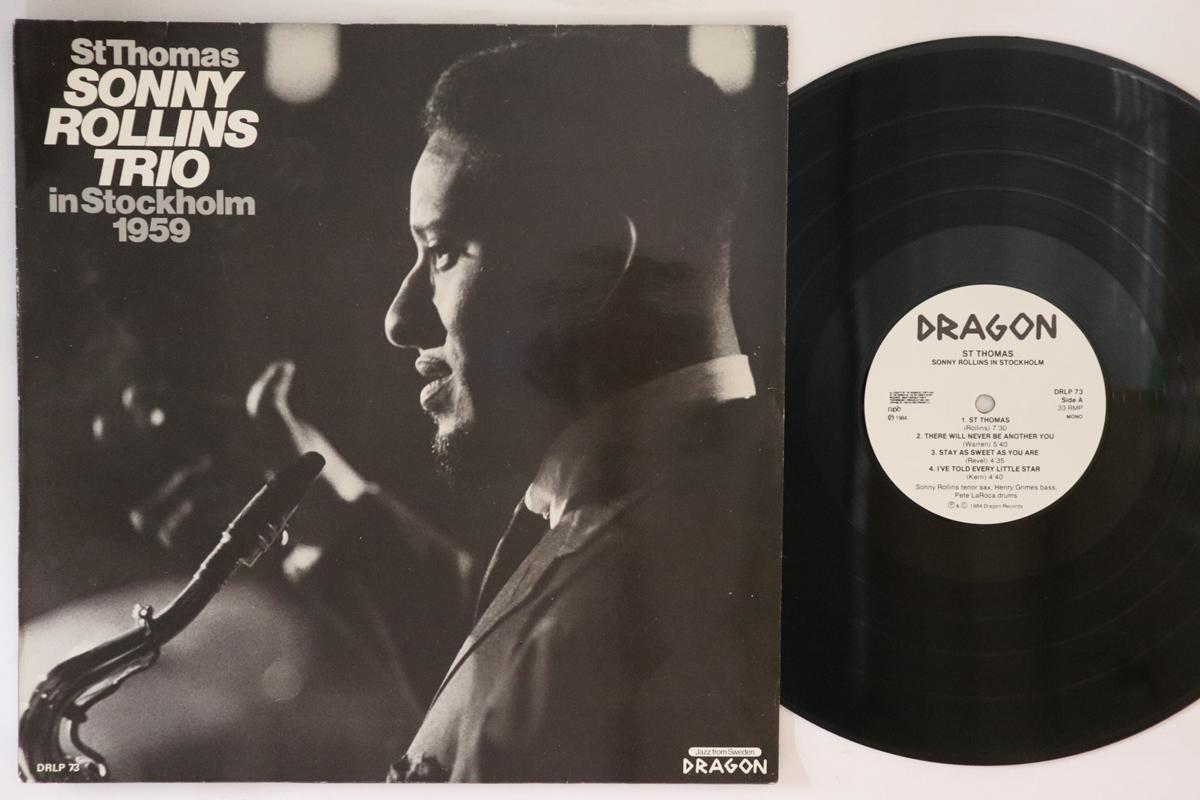 St Thomas
SONNY
ROLLINS
TRIO
in Stockholm
1959
DRLP 73
Jazz from Sweden
DRAGON
DRAGON
ST THOMAS
SONNY ROLLINS IN STOCKHOLM
DRLP 73
Side A
33 RMP
MONO
ncb
Ⓟ 1984
1. ST THOMAS
(Rollins) 7'30
2. THERE WILL NEVER BE ANOTHER YOU
(Warren) 5'40
3. STAY AS SWEET AS YOU ARE
(Revel) 4'35
4. I'VE TOLD EVERY LITTLE STAR
(Kern) 4'40
Sonny Rollins tenor sax, Henry Grimes bass,
Pete LaRoca drums
Ⓟ & © 1984 Dragon Records